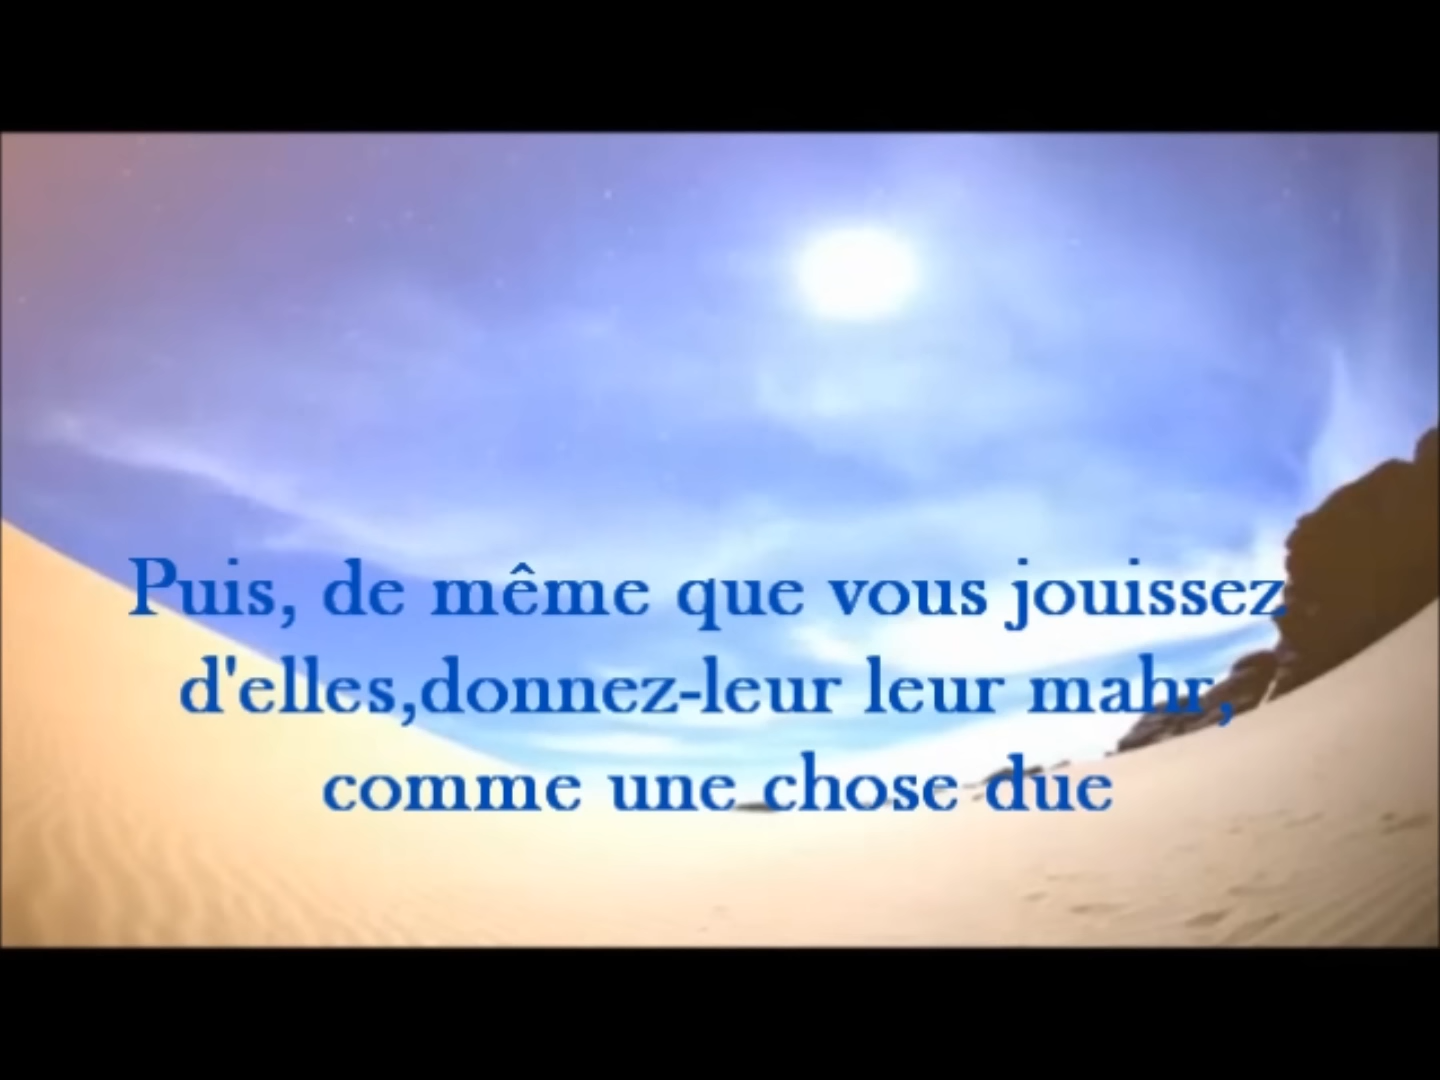 Puis, de même que vous jouissez
d'elles,donnez-leur leur mahr,
comme une chose due